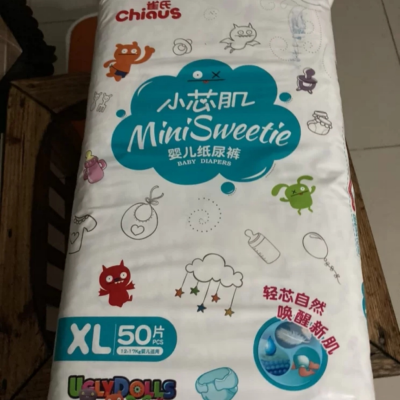 雀氏
Chiaus
小芯肌
MiniSweetie
婴儿纸尿裤
BABY DIAPERS
轻芯自然
唤醒新肌
XL 50片
PCS
UGLYDOLLS